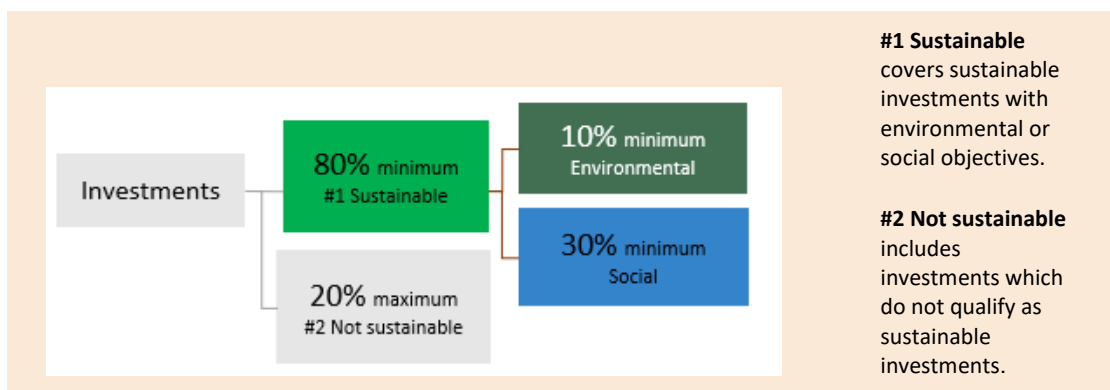 Investments
80% minimum
#1 Sustainable
20% maximum
#2 Not sustainable
10% minimum
Environmental
30% minimum
Social
#1 Sustainable
covers sustainable
investments with
environmental or
social objectives.
#2 Not sustainable
includes
investments which
do not qualify as
sustainable
investments.